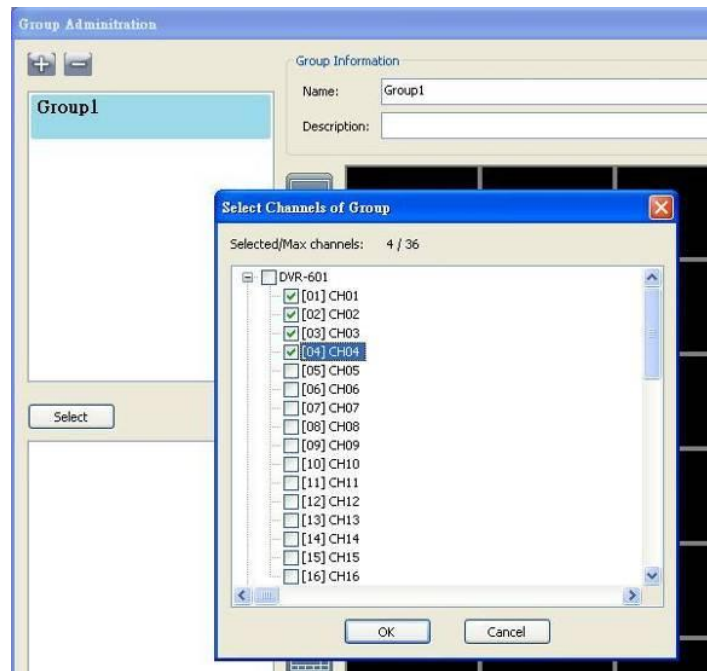 Group Adminitration
Group Information
Name: Group1
Description:
Group1
Select
Select Channels of Group
Selected/Max channels: 4 / 36
DVR-601
[01] CH01
[02] CH02
[03] CH03
[04] CH04
[05] CH05
[06] CH06
[07] CH07
[08] CH08
[09] CH09
[10] CH10
[11] CH11
[12] CH12
[13] CH13
[14] CH14
[15] CH15
[16] CH16
OK Cancel